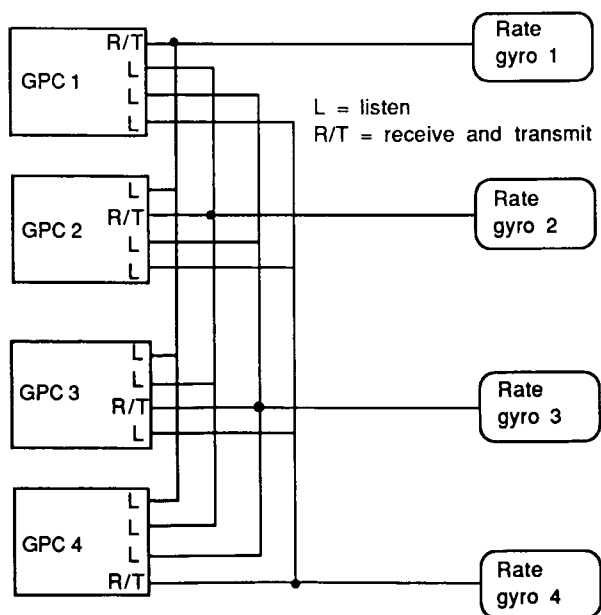 Rate
gyro 1
R/T
L
L
L
GPC 1
L = listen
R/T = receive and transmit
L
R/T
L
L
GPC 2
Rate
gyro 2
L
L
R/T
L
GPC 3
Rate
gyro 3
L
L
L
R/T
GPC 4
Rate
gyro 4